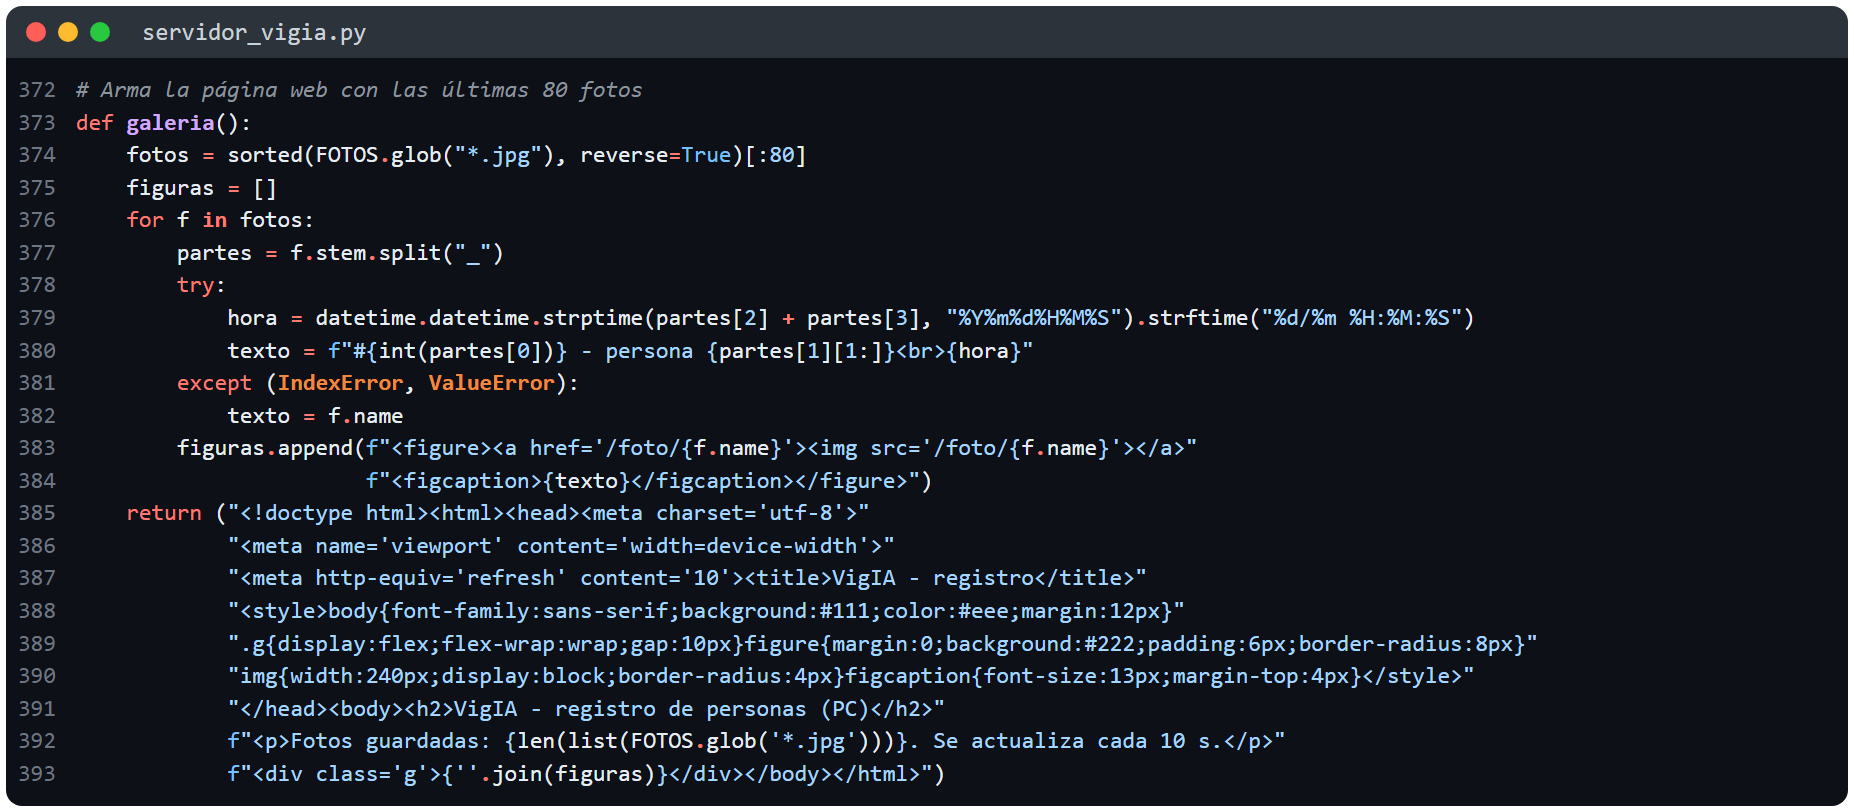 servidor_vigia.py
372 # Arma la página web con las últimas 80 fotos
373 def galeria():
374     fotos = sorted(FOTOS.glob("*.jpg"), reverse=True)[:80]
375     figuras = []
376     for f in fotos:
377         partes = f.stem.split("_")
378         try:
379             hora = datetime.datetime.strptime(partes[2] + partes[3], "%Y%m%d%H%M%S").strftime("%d/%m %H:%M:%S")
380             texto = f"#{int(partes[0])} - persona {partes[1][1:]}<br>{hora}"
381         except (IndexError, ValueError):
382             texto = f.name
383         figuras.append(f"<figure><a href='/foto/{f.name}'><img src='/foto/{f.name}'></a>"
384                        f"<figcaption>{texto}</figcaption></figure>")
385     return ("<!doctype html><html><head><meta charset='utf-8'>"
386             "<meta name='viewport' content='width=device-width'>"
387             "<meta http-equiv='refresh' content='10'><title>VigIA - registro</title>"
388             "<style>body{font-family:sans-serif;background:#111;color:#eee;margin:12px}"
389             ".g{display:flex;flex-wrap:wrap;gap:10px}figure{margin:0;background:#222;padding:6px;border-radius:8px}"
390             "img{width:240px;display:block;border-radius:4px}figcaption{font-size:13px;margin-top:4px}</style>"
391             "</head><body><h2>VigIA - registro de personas (PC)</h2>"
392             f"<p>Fotos guardadas: {len(list(FOTOS.glob('*.jpg')))}. Se actualiza cada 10 s.</p>"
393             f"<div class='g'>{''.join(figuras)}</div></body></html>")